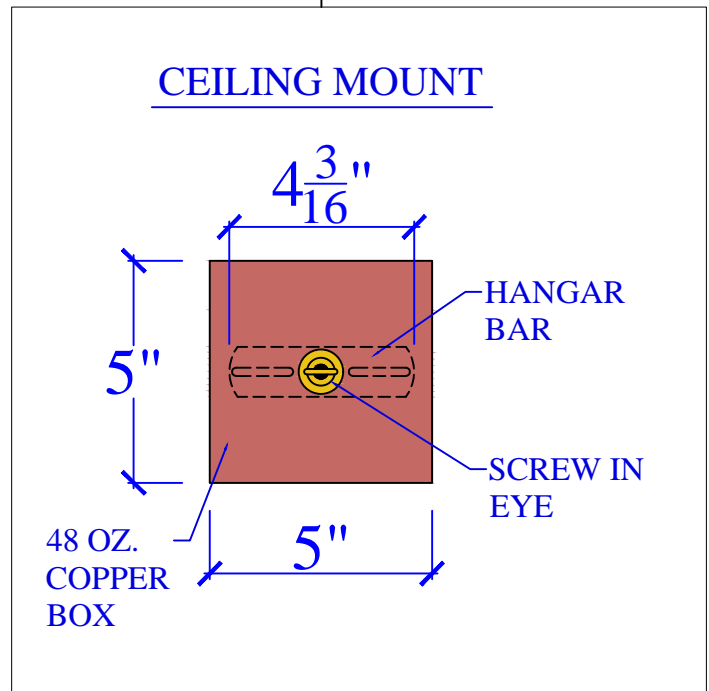 CEILING MOUNT
4 3/16"
HANGAR
BAR
5"
SCREW IN
EYE
48 OZ.
COPPER
BOX
5"